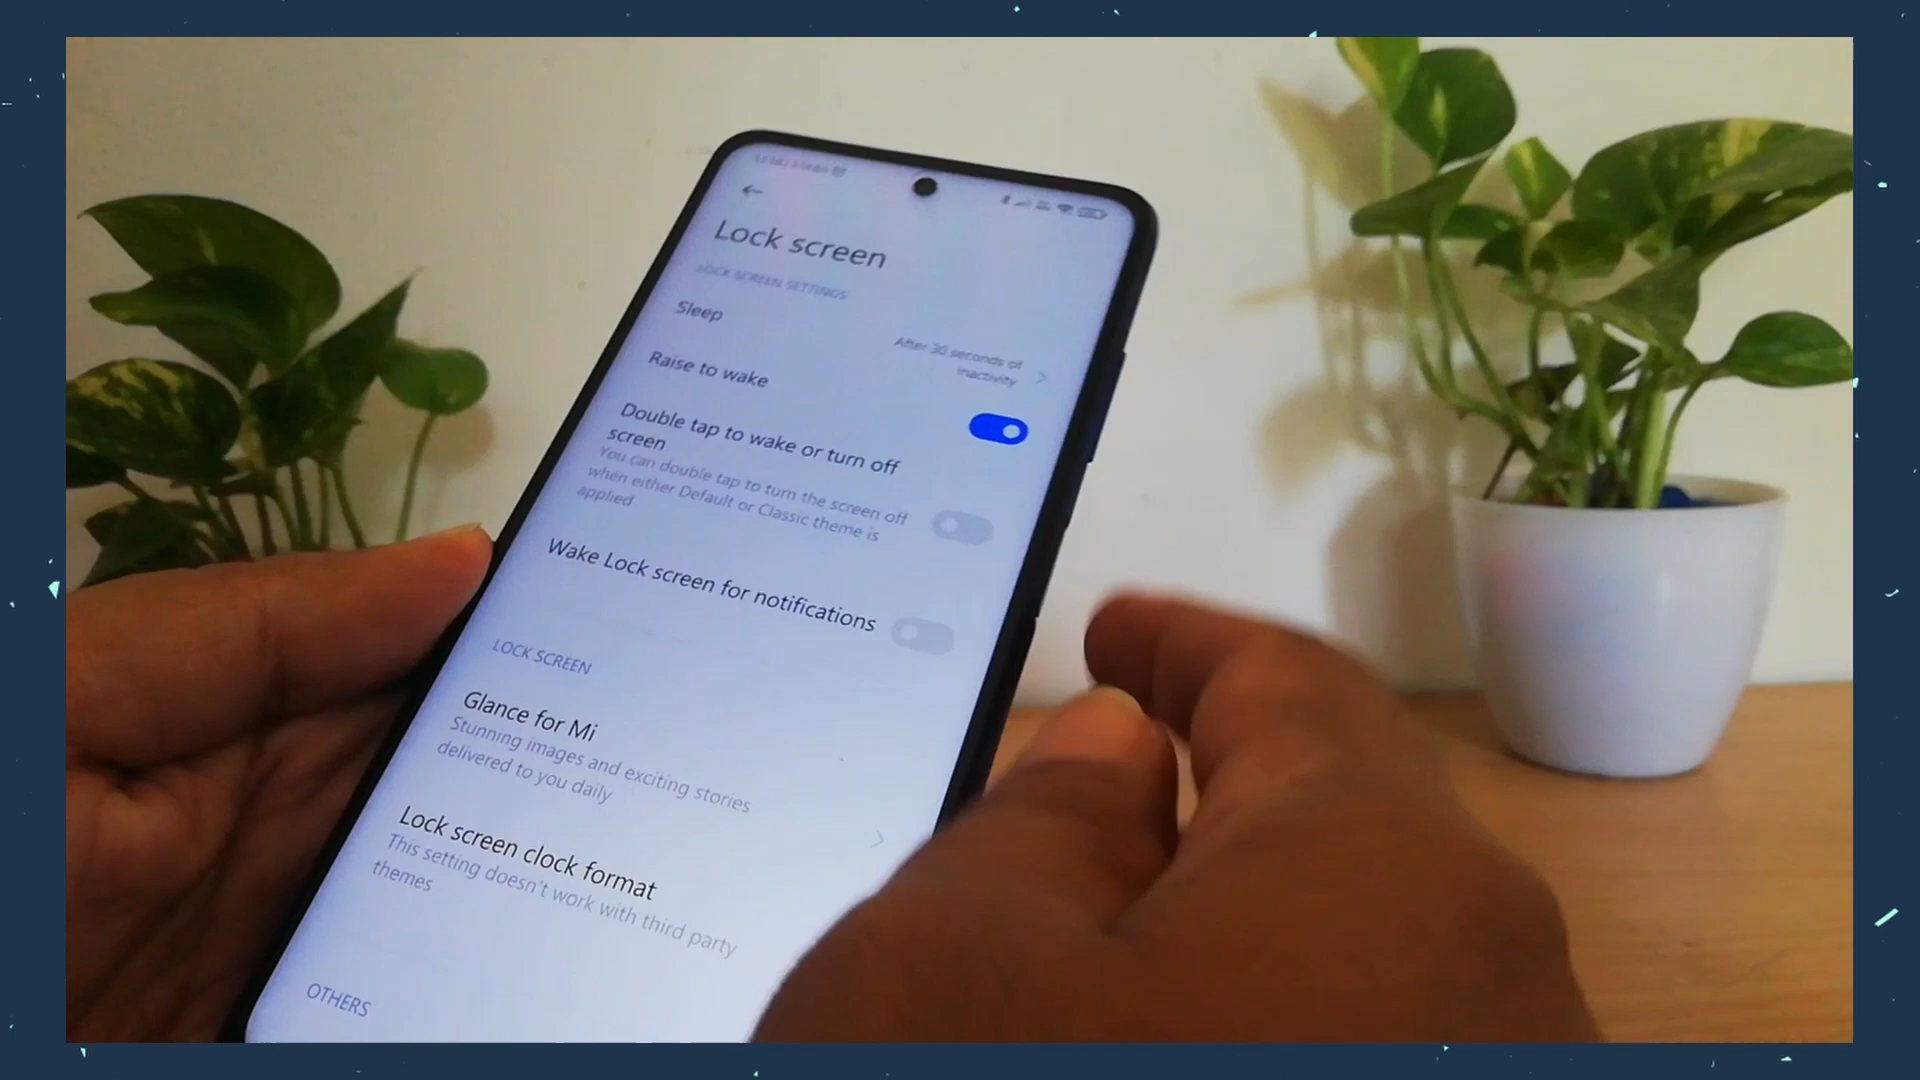 Lock screen
LOCK SCREEN SETTINGS
Sleep
After 30 seconds of
inactivity
Raise to wake
Double tap to wake or turn off
screen
You can double tap to turn the screen off
when either Default or Classic theme is
applied
Wake Lock screen for notifications
LOCK SCREEN
Glance for Mi
Stunning images and exciting stories
delivered to you daily
Lock screen clock format
This setting doesn't work with third party
themes
OTHERS